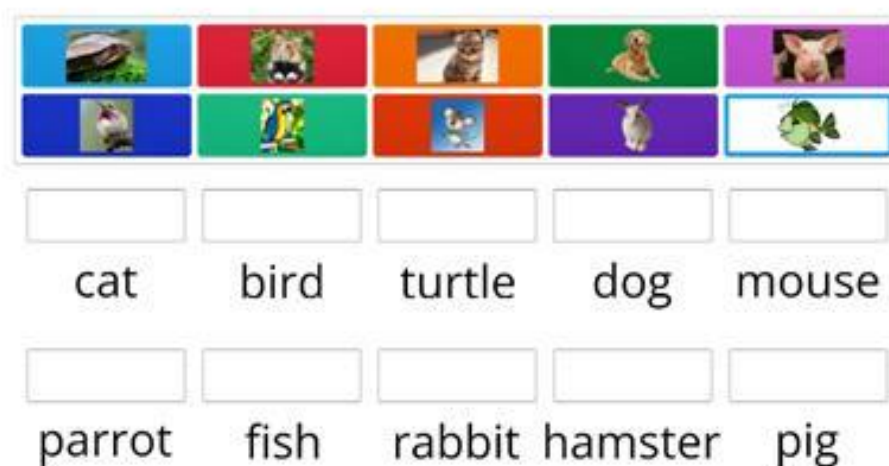 cat bird turtle dog mouse
parrot fish rabbit hamster pig